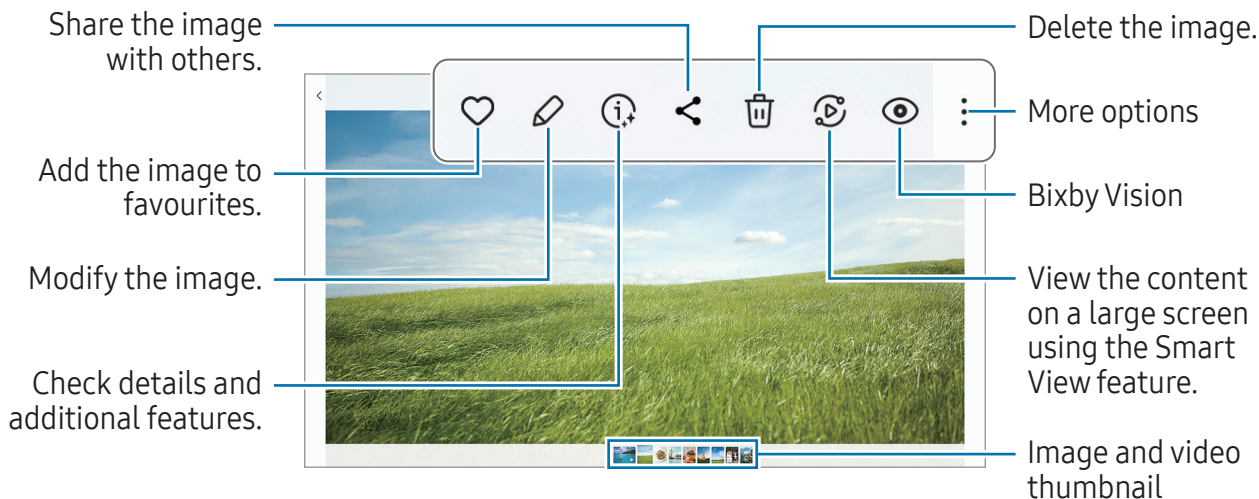 Share the image
with others.
Add the image to
favourites.
Modify the image.
Check details and
additional features.
Delete the image.
More options
Bixby Vision
View the content
on a large screen
using the Smart
View feature.
Image and video
thumbnail